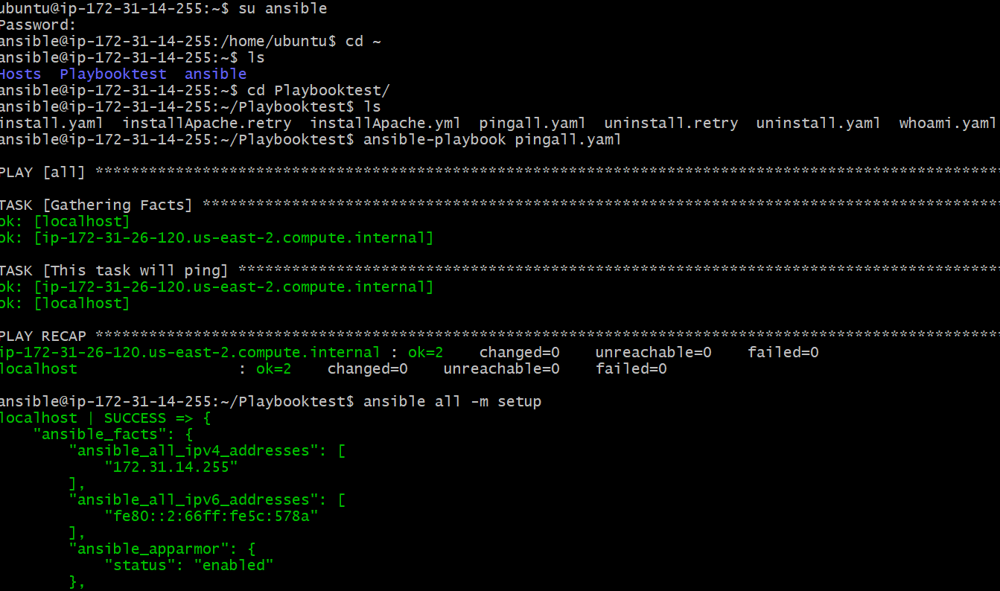 ubuntu@ip-172-31-14-255:~$ su ansible
Password:
ansible@ip-172-31-14-255:/home/ubuntu$ cd ~
ansible@ip-172-31-14-255:~$ ls
Hosts  Playbooktest  ansible
ansible@ip-172-31-14-255:~$ cd Playbooktest/
ansible@ip-172-31-14-255:~/Playbooktest$ ls
install.yaml  installApache.retry  installApache.yml  pingall.yaml  uninstall.retry  uninstall.yaml  whoami.yaml
ansible@ip-172-31-14-255:~/Playbooktest$ ansible-playbook pingall.yaml
PLAY [all] *****************************************************************************************************
TASK [Gathering Facts] *****************************************************************************************
ok: [localhost]
ok: [ip-172-31-26-120.us-east-2.compute.internal]
TASK [This task will ping] *************************************************************************************
ok: [ip-172-31-26-120.us-east-2.compute.internal]
ok: [localhost]
PLAY RECAP *****************************************************************************************************
ip-172-31-26-120.us-east-2.compute.internal : ok=2    changed=0    unreachable=0    failed=0
localhost                  : ok=2    changed=0    unreachable=0    failed=0
ansible@ip-172-31-14-255:~/Playbooktest$ ansible all -m setup
localhost | SUCCESS => {
    "ansible_facts": {
        "ansible_all_ipv4_addresses": [
            "172.31.14.255"
        ],
        "ansible_all_ipv6_addresses": [
            "fe80::2:66ff:fe5c:578a"
        ],
        "ansible_apparmor": {
            "status": "enabled"
        },